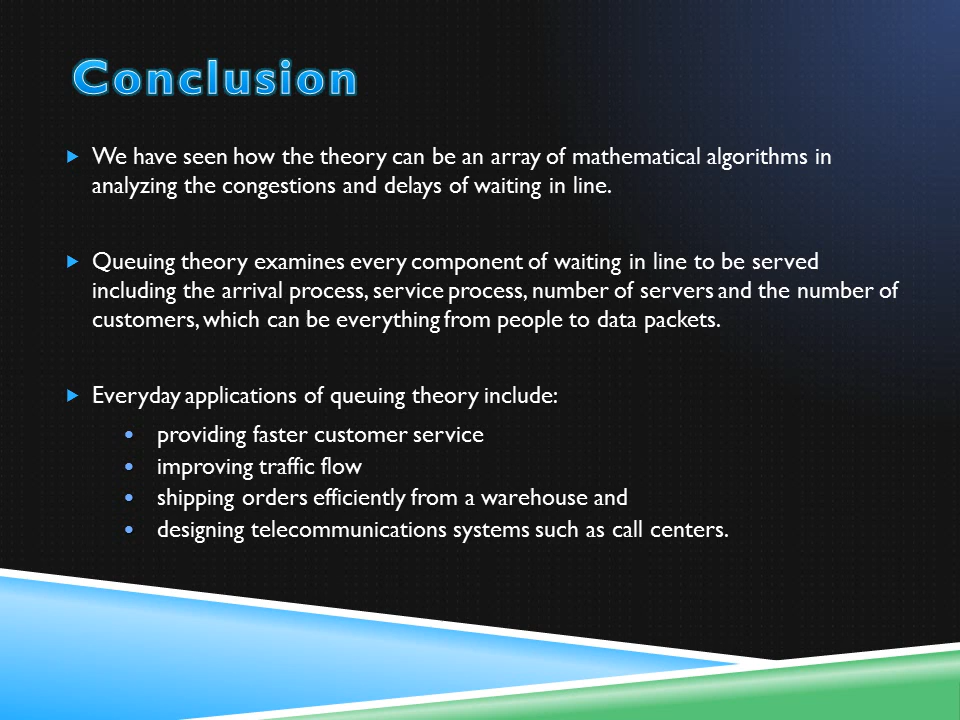 Conclusion
We have seen how the theory can be an array of mathematical algorithms in
analyzing the congestions and delays of waiting in line.
Queuing theory examines every component of waiting in line to be served
including the arrival process, service process, number of servers and the number of
customers, which can be everything from people to data packets.
Everyday applications of queuing theory include:
providing faster customer service
improving traffic flow
shipping orders efficiently from a warehouse and
designing telecommunications systems such as call centers.